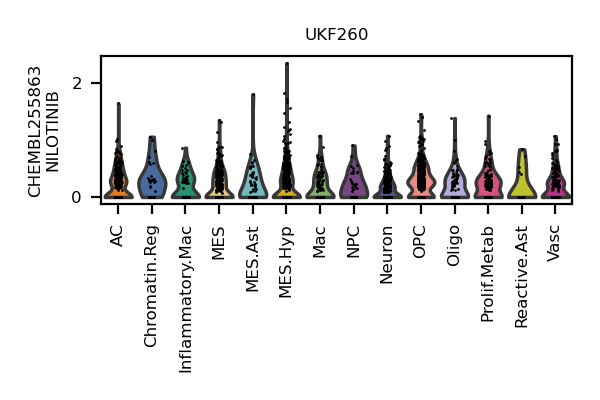 UKF260
CHEMBL255863
NILOTINIB
2
0
AC
Chromatin.Reg
Inflammatory.Mac
MES
MES.Ast
MES.Hyp
Mac
NPC
Neuron
OPC
Oligo
Prolif.Metab
Reactive.Ast
Vasc